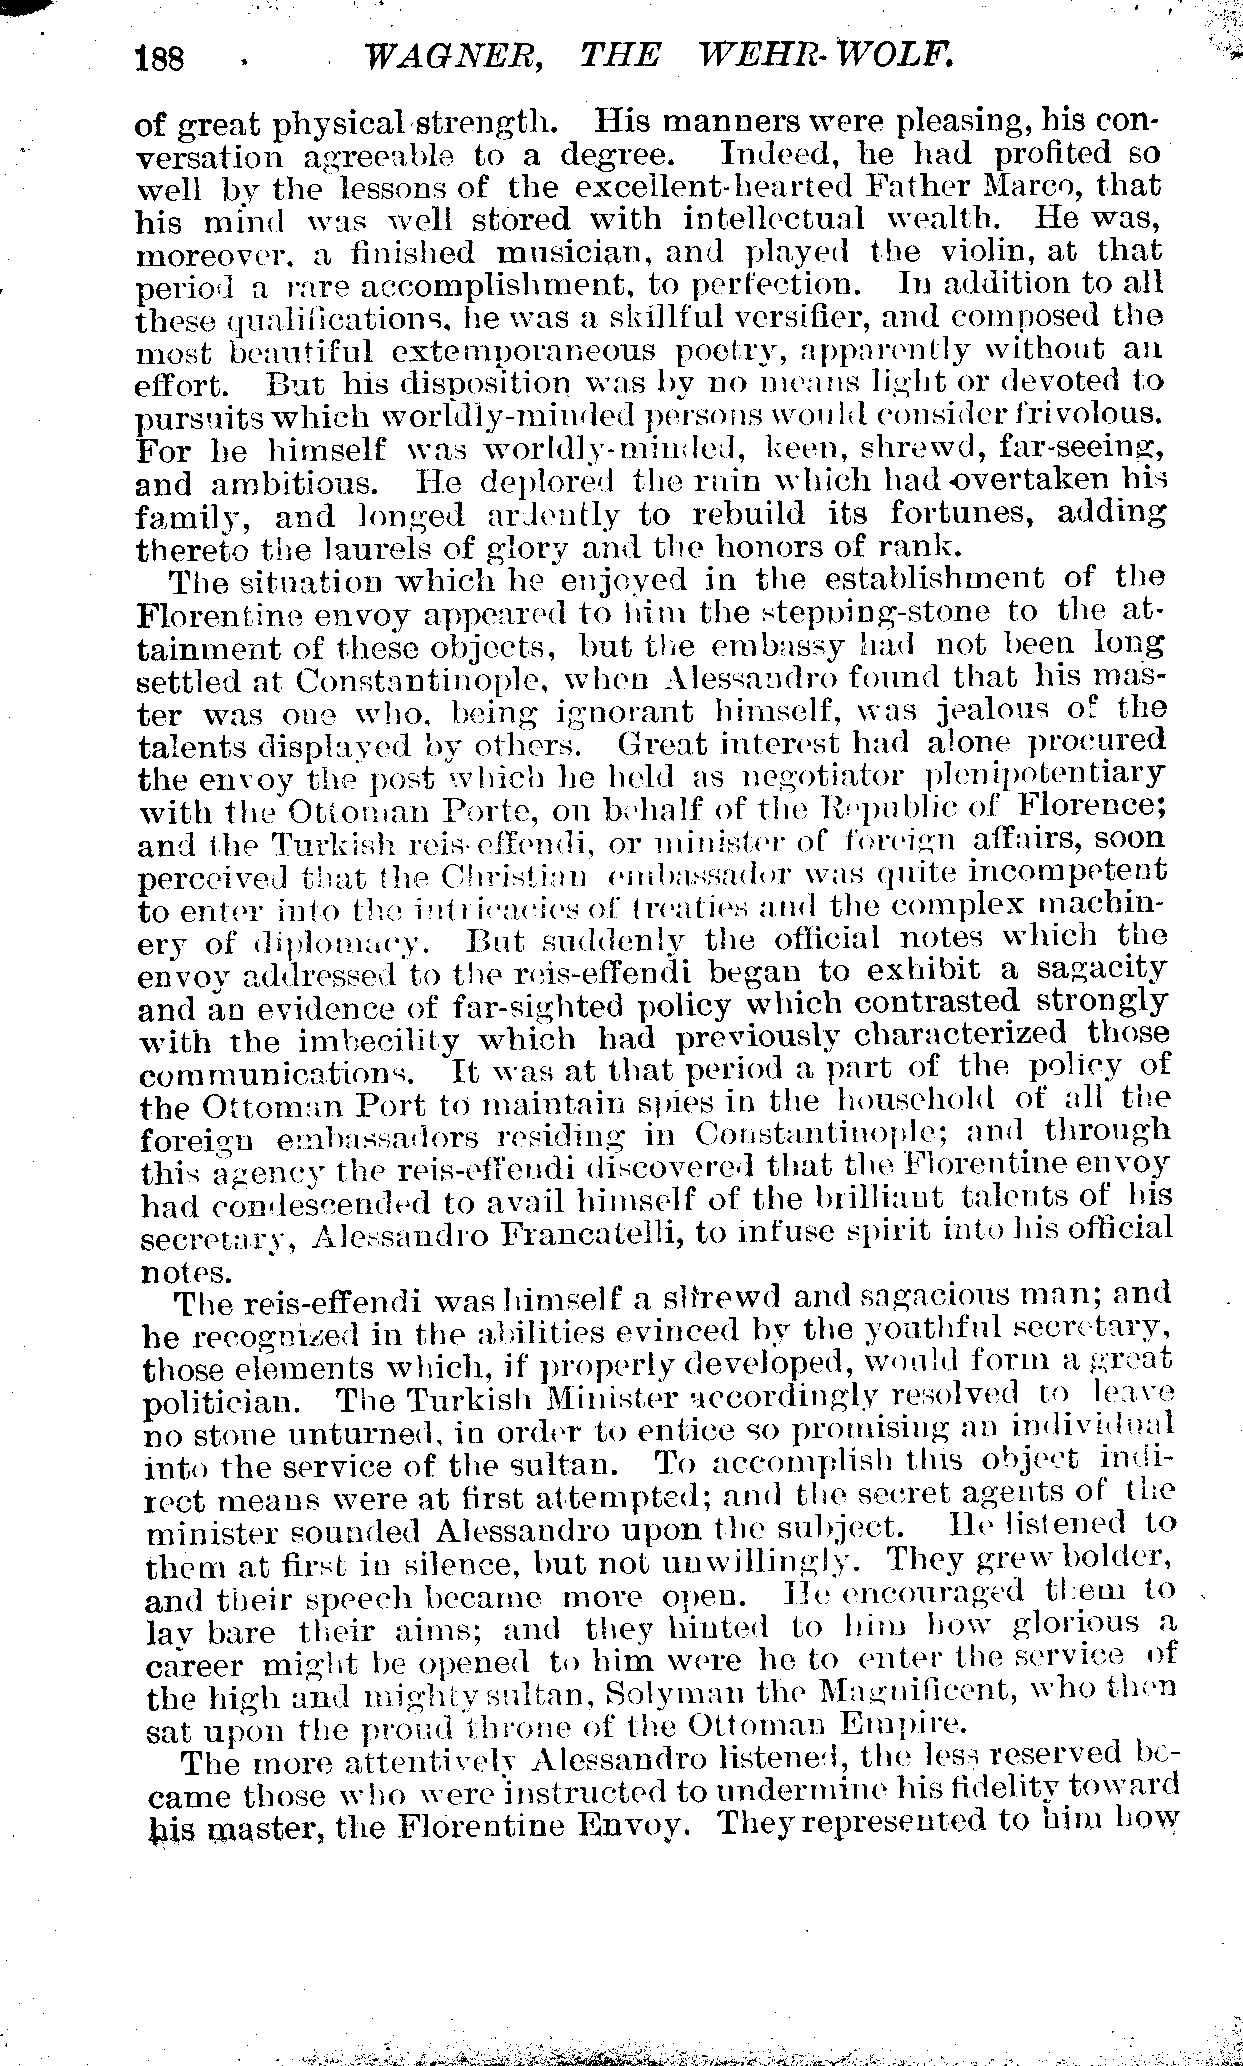 188 WAGNER, THE WEHR-WOLF.
of great physical strength. His manners were pleasing, his con-
versation agreeable to a degree. Indeed, he had profited so
well by the lessons of the excellent-hearted Father Marco, that
his mind was well stored with intellectual wealth. He was,
moreover, a finished musician, and played the violin, at that
period a rare accomplishment, to perfection. In addition to all
these qualifications, he was a skillful versifier, and composed the
most beautiful extemporaneous poetry, apparently without an
effort. But his disposition was by no means light or devoted to
pursuits which worldly-minded persons would consider frivolous.
For he himself was worldly-minded, keen, shrewd, far-seeing,
and ambitious. He deplored the ruin which had overtaken his
family, and longed ardently to rebuild its fortunes, adding
thereto the laurels of glory and the honors of rank.
The situation which he enjoyed in the establishment of the
Florentine envoy appeared to him the stepping-stone to the at-
tainment of these objects, but the embassy had not been long
settled at Constantinople, when Alessandro found that his mas-
ter was one who, being ignorant himself, was jealous of the
talents displayed by others. Great interest had alone procured
the envoy the post which he held as negotiator plenipotentiary
with the Ottoman Porte, on behalf of the Republic of Florence;
and the Turkish reis-effendi, or minister of foreign affairs, soon
perceived that the Christian embassador was quite incompetent
to enter into the intricacies of treaties and the complex machin-
ery of diplomacy. But suddenly the official notes which the
envoy addressed to the reis-effendi began to exhibit a sagacity
and an evidence of far-sighted policy which contrasted strongly
with the imbecility which had previously characterized those
communications. It was at that period a part of the policy of
the Ottoman Port to maintain spies in the household of all the
foreign embassadors residing in Constantinople; and through
this agency the reis-effendi discovered that the Florentine envoy
had condescended to avail himself of the brilliant talents of his
secretary, Alessandro Francatelli, to infuse spirit into his official
notes.
The reis-effendi was himself a shrewd and sagacious man; and
he recognized in the abilities evinced by the youthful secretary,
those elements which, if properly developed, would form a great
politician. The Turkish Minister accordingly resolved to leave
no stone unturned, in order to entice so promising an individual
into the service of the sultan. To accomplish this object indi-
rect means were at first attempted; and the secret agents of the
minister sounded Alessandro upon the subject. He listened to
them at first in silence, but not unwillingly. They grew bolder,
and their speech became more open. He encouraged them to
lay bare their aims; and they hinted to him how glorious a
career might be opened to him were he to enter the service of
the high and mighty sultan, Solyman the Magnificent, who then
sat upon the proud throne of the Ottoman Empire.
The more attentively Alessandro listened, the less reserved be-
came those who were instructed to undermine his fidelity toward
his master, the Florentine Envoy. They represented to him how